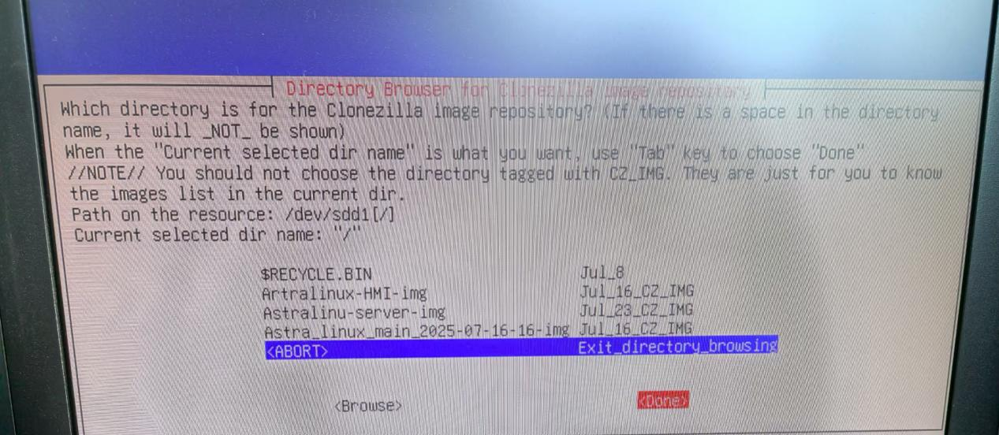 Directory Browser for Clonezilla image repository
Which directory is for the Clonezilla image repository? (If there is a space in the directory
name, it will _NOT_ be shown)
When the "Current selected dir name" is what you want, use "Tab" key to choose "Done"
//NOTE// You should not choose the directory tagged with CZ_IMG. They are just for you to know
the images list in the current dir.
Path on the resource: /dev/sdd1[/]
Current selected dir name: "/"
$RECYCLE.BIN Jul_8
Artralinux-HMI-img Jul_16_CZ_IMG
Astralinu-server-img Jul_23_CZ_IMG
Astra_linux_main_2025-07-16-16-img Jul_16_CZ_IMG
<ABORT> Exit_directory_browsing
<Browse> <Done>